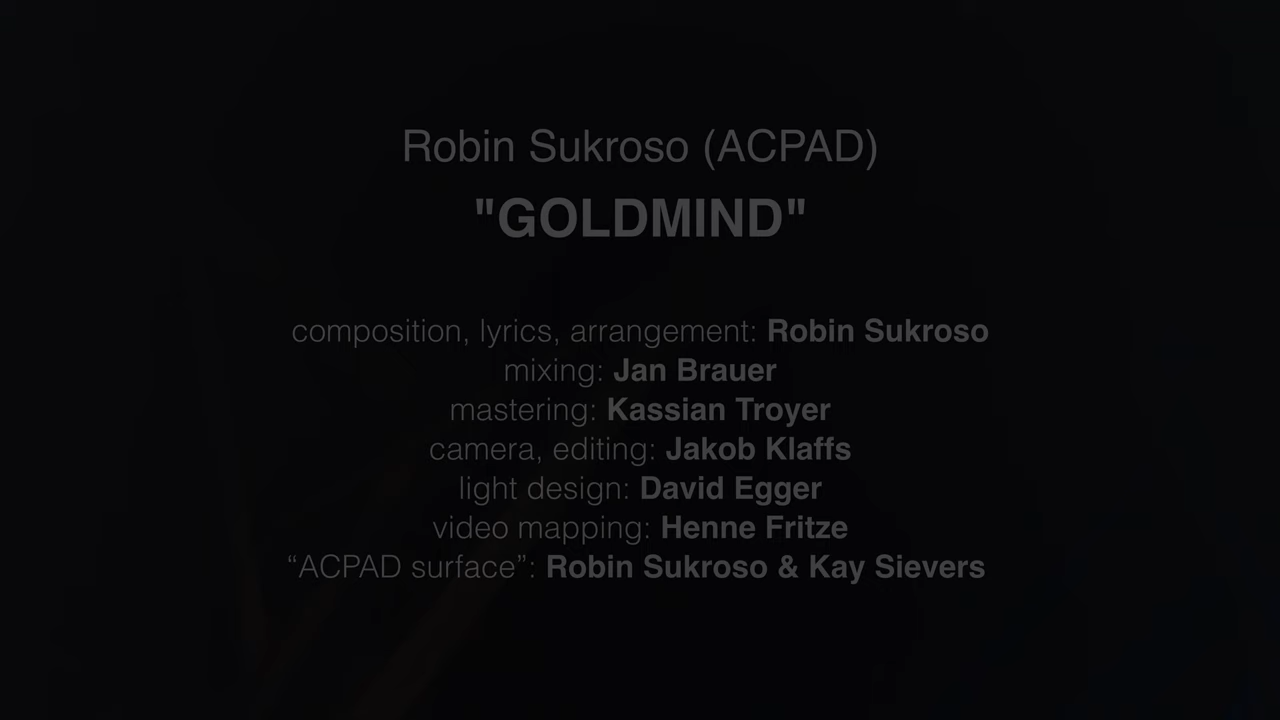 Robin Sukroso (ACPAD)
"GOLDMIND"
composition, lyrics, arrangement: Robin Sukroso
mixing: Jan Brauer
mastering: Kassian Troyer
camera, editing: Jakob Klaffs
light design: David Egger
video mapping: Henne Fritze
“ACPAD surface”: Robin Sukroso & Kay Sievers